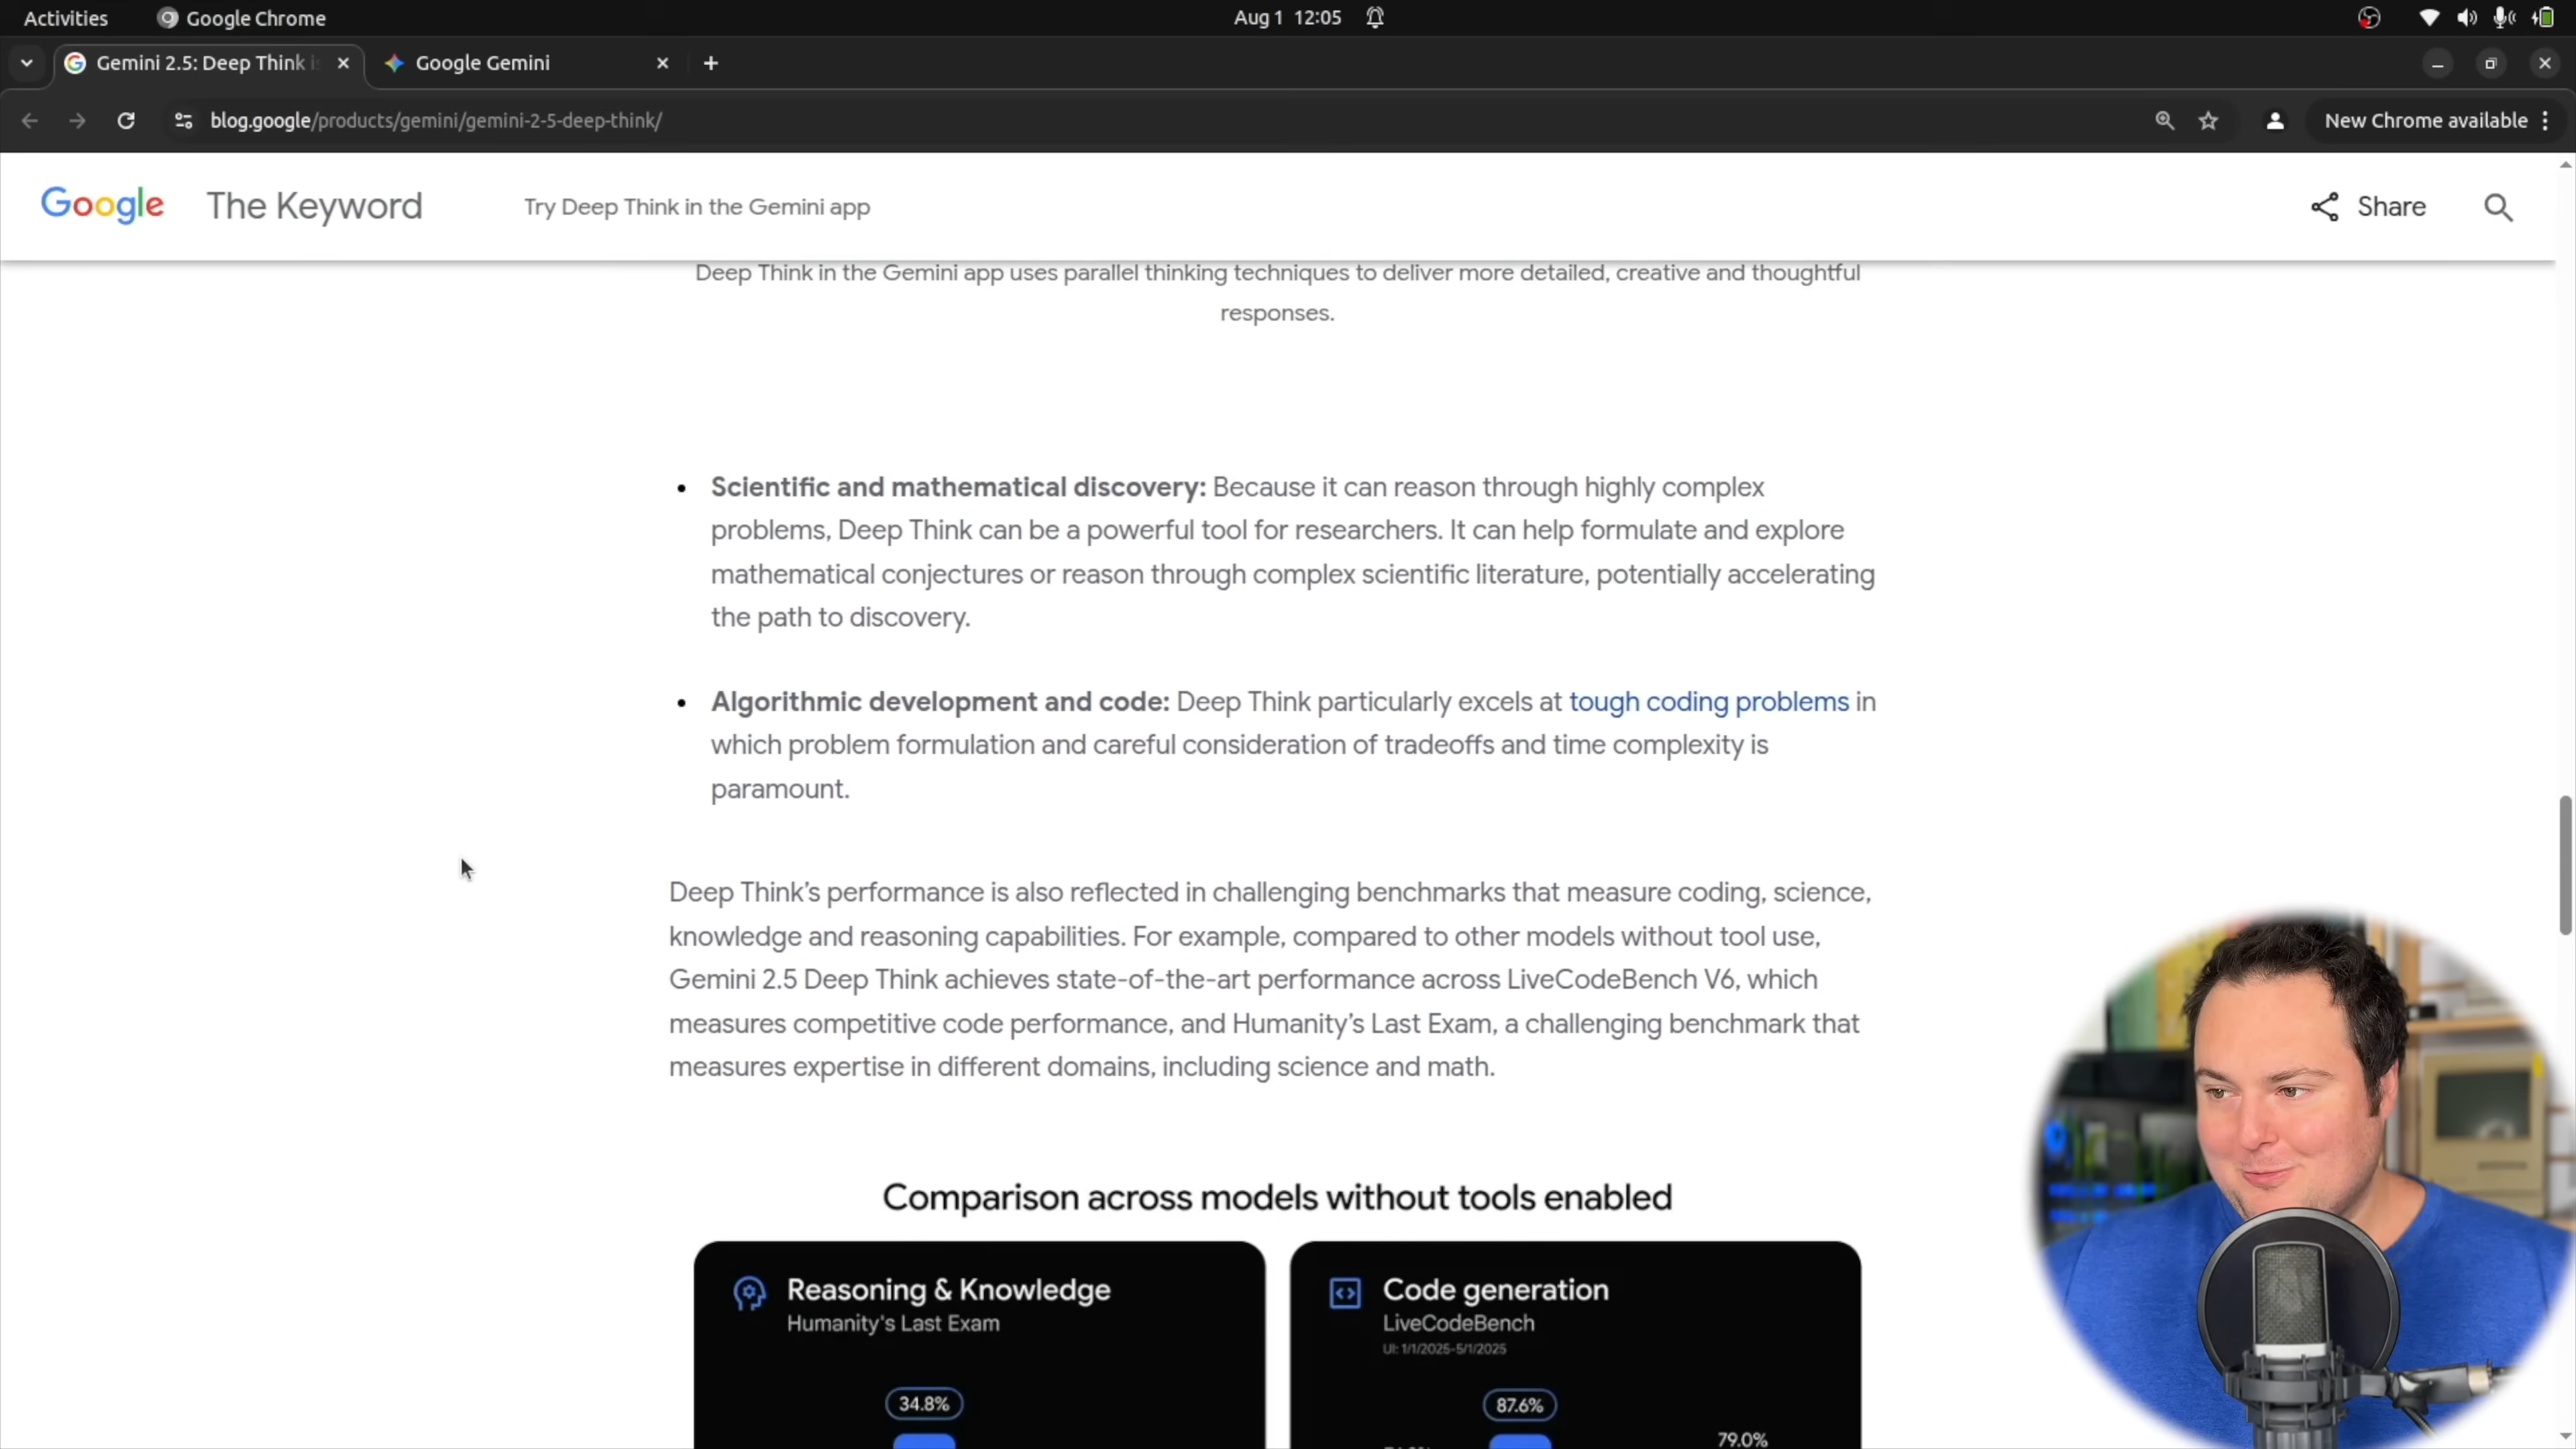 Activities Google Chrome Aug 1 12:05
Gemini 2.5: Deep Think Google Gemini
blog.google/products/gemini/gemini-2-5-deep-think/ New Chrome available
Google The Keyword Try Deep Think in the Gemini app Share
Deep Think in the Gemini app uses parallel thinking techniques to deliver more detailed, creative and thoughtful
responses.
• Scientific and mathematical discovery: Because it can reason through highly complex
problems, Deep Think can be a powerful tool for researchers. It can help formulate and explore
mathematical conjectures or reason through complex scientific literature, potentially accelerating
the path to discovery.
• Algorithmic development and code: Deep Think particularly excels at tough coding problems in
which problem formulation and careful consideration of tradeoffs and time complexity is
paramount.
Deep Think’s performance is also reflected in challenging benchmarks that measure coding, science,
knowledge and reasoning capabilities. For example, compared to other models without tool use,
Gemini 2.5 Deep Think achieves state-of-the-art performance across LiveCodeBench V6, which
measures competitive code performance, and Humanity’s Last Exam, a challenging benchmark that
measures expertise in different domains, including science and math.
Comparison across models without tools enabled
Reasoning & Knowledge
Humanity's Last Exam
34.8%
Code generation
LiveCodeBench
UI: 1/1/2025-5/1/2025
87.6%
79.0%